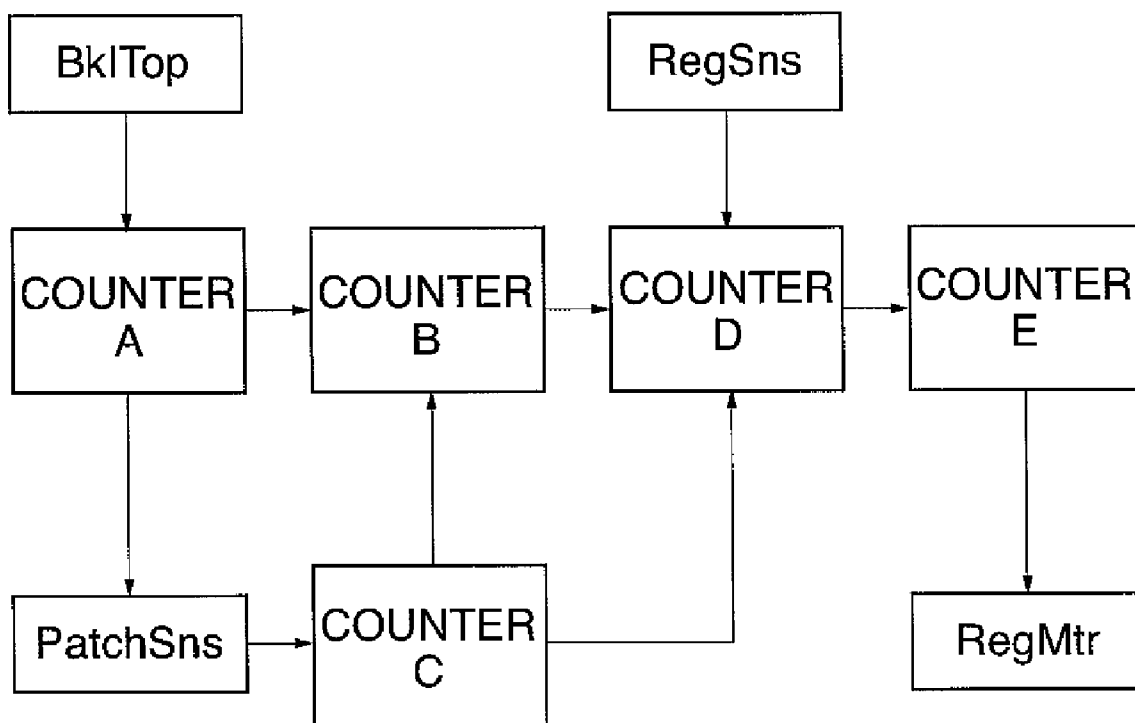 BklTop
RegSns
COUNTER
A
COUNTER
B
COUNTER
D
COUNTER
E
PatchSns
COUNTER
C
RegMtr